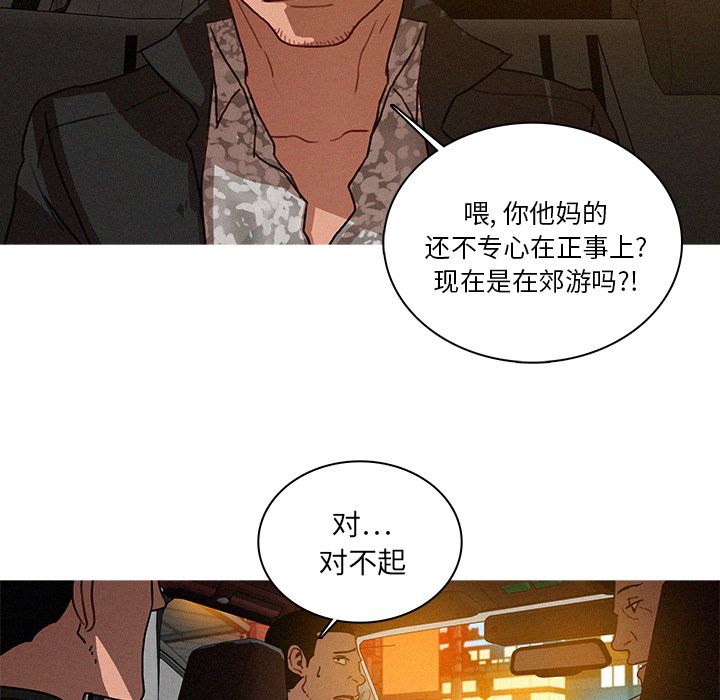 喂, 你他妈的
还不专心在正事上?
现在是在郊游吗?!
对...
对不起